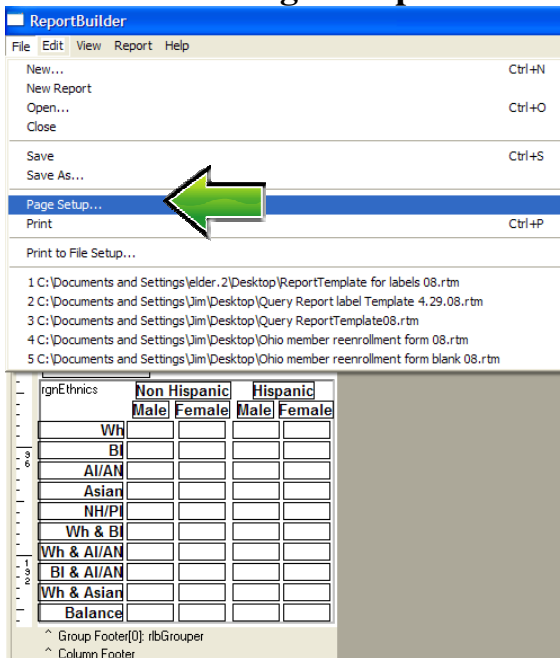 ReportBuilder
File Edit View Report Help
New... Ctrl+N
New Report
Open... Ctrl+O
Close
Save Ctrl+S
Save As...
Page Setup...
Print Ctrl+P
Print to File Setup...
1 C:\Documents and Settings\elder.2\Desktop\ReportTemplate for labels 08.rtm
2 C:\Documents and Settings\Jim\Desktop\Query Report label Template 4.29.08.rtm
3 C:\Documents and Settings\Jim\Desktop\Query ReportTemplate08.rtm
4 C:\Documents and Settings\Jim\Desktop\Ohio member reenrollment form 08.rtm
5 C:\Documents and Settings\Jim\Desktop\Ohio member reenrollment form blank 08.rtm
rgnEthnics Non Hispanic Hispanic
Male Female Male Female
Wh
Bl
96
AI/AN
Asian
NH/PI
Wh & Bl
Wh & AI/AN
192
Bl & AI/AN
Wh & Asian
Balance
^ Group Footer[0]: rlbGrouper
^ Column Footer